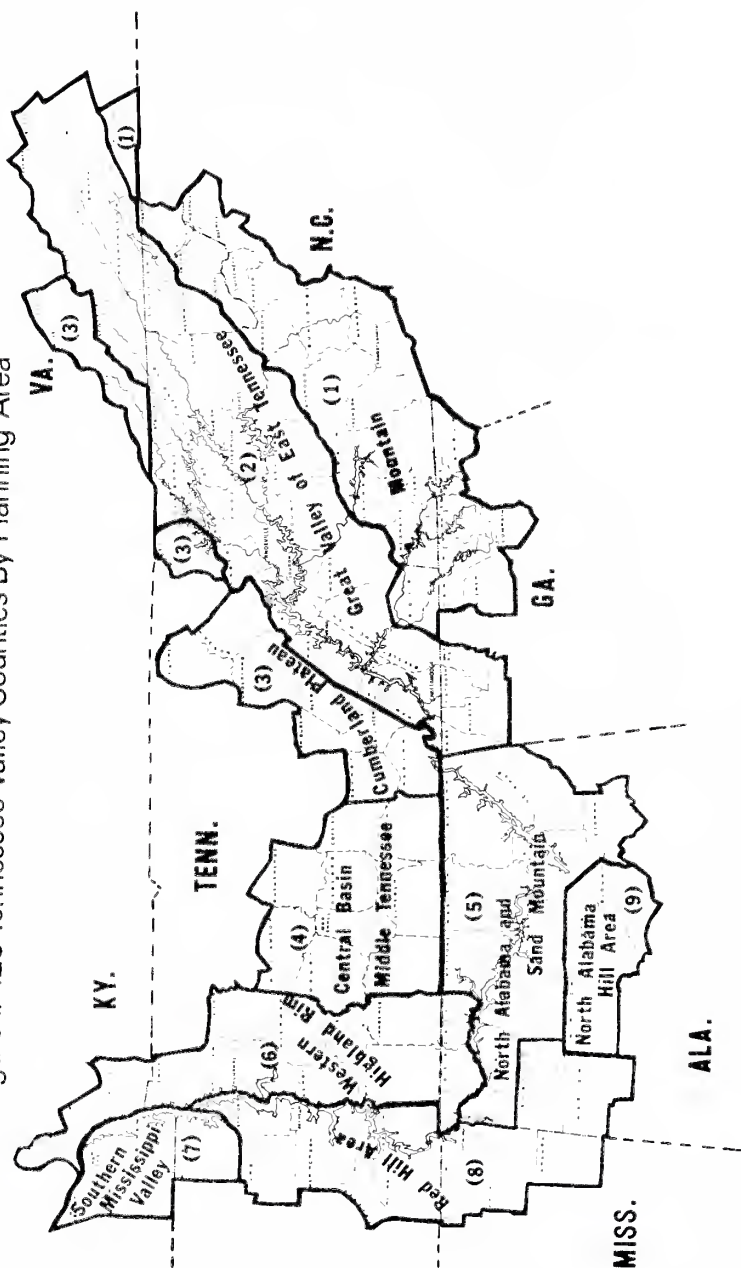 Tennessee Valley Counties By Planning Area
VA.
KY.
TENN.
N.C.
GA.
ALA.
MISS.
(1)
(3)
(3)
(2)
Great Valley of East Tennessee
(1)
Mountain
(3)
Cumberland Plateau
(4)
Central Basin
Middle Tennessee
(5)
North Alabama and
Sand Mountain
North Alabama
Hill Area
(9)
(6)
Western
Highland Rim
Southern
Mississippi
Valley
(7)
Red Hill Area
(8)